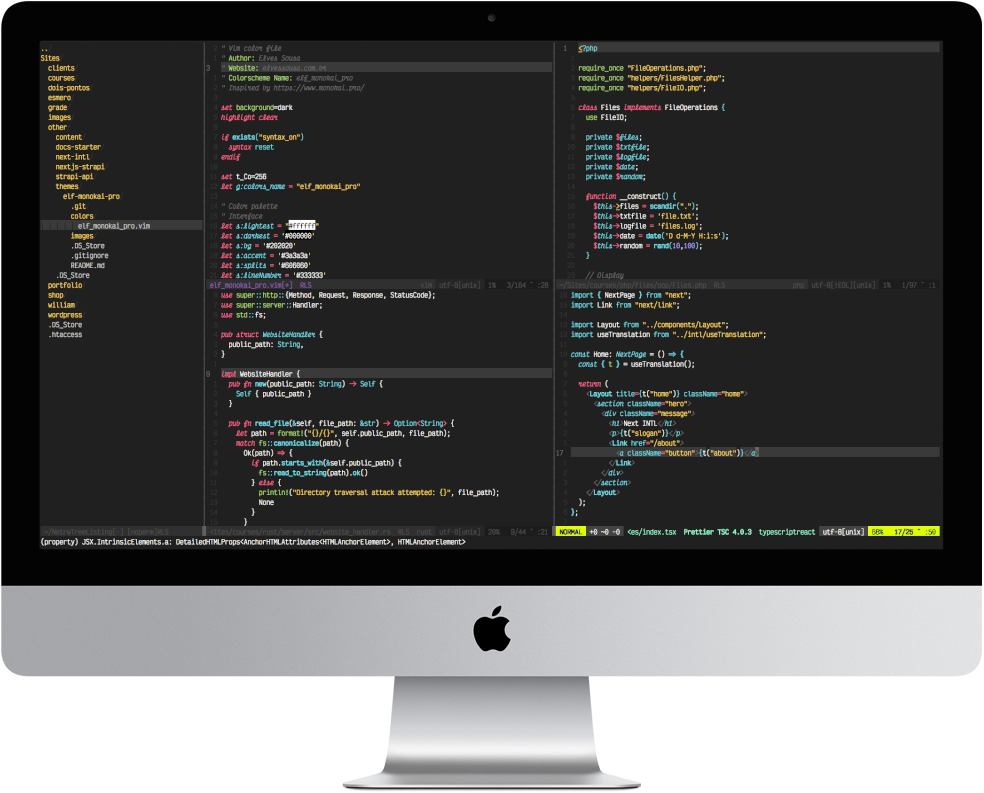 ..
Sites
clients
courses
dois-pontos
esmero
grade
images
other
content
docs-starter
next-intl
nextjs-strapi
strapi-api
themes
elf-monokai-pro
.git
colors
elf_monokai_pro.vim
images
.DS_Store
.gitignore
README.md
.DS_Store
portfolio
shop
william
wordpress
.DS_Store
.htaccess
" Vim color file
" Author: Elves Sousa
3 " Website: elvessousa.com.br
" Colorscheme Name: elf_monokai_pro
" Inspired by https://www.monokai.pro/
set background=dark
highlight clear
if exists("syntax_on")
syntax reset
endif
set t_Co=256
let g:colors_name = "elf_monokai_pro"
" Color palette
" Interface
let s:lightest = "#ffffff"
let s:darkest = '#000000'
let s:bg = '#202020'
let s:accent = '#3a3a3a'
let s:splits = '#606060'
let s:lineNumber = '#333333'
elf_monokai_pro.vim[+] RLS vim utf-8[unix] 1% 3/184 :28
1 <?php
require_once "FileOperations.php";
require_once "helpers/FilesHelper.php";
require_once "helpers/FileIO.php";
class Files implements FileOperations {
use FileIO;
private $files;
private $txtfile;
private $logfile;
private $date;
private $random;
function __construct() {
$this->files = scandir(".");
$this->txtfile = 'file.txt';
$this->logfile = 'files.log';
$this->date = date('D d-M-Y H:i:s');
$this->random = rand(10,100);
}
// Display
~/Sites/courses/php/files/oop/Files.php RLS php utf-8[!EOL][unix] 1% 1/97 :1
use super::http::{Method, Request, Response, StatusCode};
use super::server::Handler;
use std::fs;
pub struct WebsiteHandler {
public_path: String,
}
9 impl WebsiteHandler {
pub fn new(public_path: String) -> Self {
Self { public_path }
}
pub fn read_file(&self, file_path: &str) -> Option<String> {
let path = format!("{}/{}", self.public_path, file_path);
match fs::canonicalize(path) {
Ok(path) => {
if path.starts_with(&self.public_path) {
fs::read_to_string(path).ok()
} else {
println!("Directory traversal attack attempted: {}", file_path);
None
}
}
import { NextPage } from "next";
import Link from "next/link";
import Layout from "../components/Layout";
import useTranslation from "../intl/useTranslation";
const Home: NextPage = () => {
const { t } = useTranslation();
return (
<Layout title={t("home")} className="home">
<section className="hero">
<div className="message">
<h1>Next INTL</h1>
<p>{t("slogan")}</p>
<Link href="/about">
17 <a className="button">{t("about")}</a>
</Link>
</div>
</section>
</Layout>
);
};
RLS rust utf-8[unix] 20% 9/44 :21
NORMAL +0 ~0 -0 <es/index.tsx Prettier TSC 4.0.3 typescriptreact utf-8[unix] 68% 17/25 :50
(property) JSX.IntrinsicElements.a: DetailedHTMLProps<AnchorHTMLAttributes<HTMLAnchorElement>, HTMLAnchorElement>